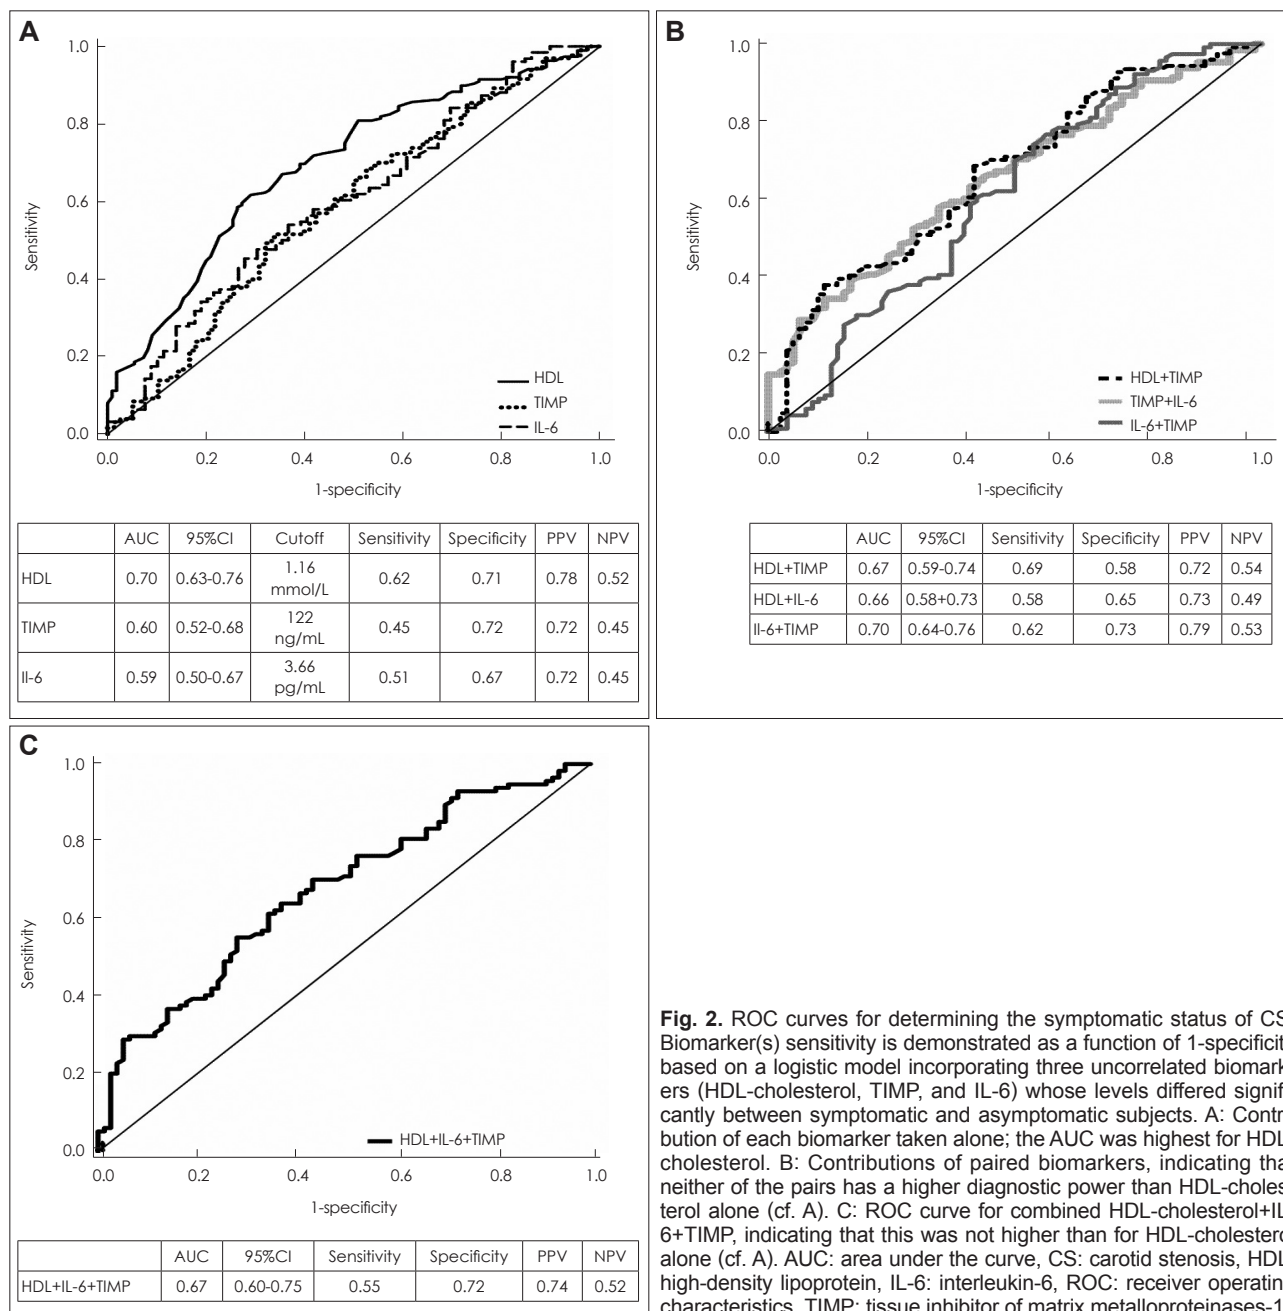 A
1.0
0.8
0.6
0.4
0.2
0.0
Sensitivity
HDL
TIMP
IL-6
0.0 0.2 0.4 0.6 0.8 1.0
1-specificity
AUC 95%CI Cutoff Sensitivity Specificity PPV NPV
HDL 0.70 0.63-0.76 1.16 mmol/L 0.62 0.71 0.78 0.52
TIMP 0.60 0.52-0.68 122 ng/mL 0.45 0.72 0.72 0.45
Il-6 0.59 0.50-0.67 3.66 pg/mL 0.51 0.67 0.72 0.45
B
1.0
0.8
0.6
0.4
0.2
0.0
Sensitivity
HDL+TIMP
TIMP+IL-6
IL-6+TIMP
0.0 0.2 0.4 0.6 0.8 1.0
1-specificity
AUC 95%CI Sensitivity Specificity PPV NPV
HDL+TIMP 0.67 0.59-0.74 0.69 0.58 0.72 0.54
HDL+IL-6 0.66 0.58+0.73 0.58 0.65 0.73 0.49
Il-6+TIMP 0.70 0.64-0.76 0.62 0.73 0.79 0.53
C
1.0
0.8
0.6
0.4
0.2
0.0
Sensitivity
HDL+IL-6+TIMP
0.0 0.2 0.4 0.6 0.8 1.0
1-specificity
AUC 95%CI Sensitivity Specificity PPV NPV
HDL+IL-6+TIMP 0.67 0.60-0.75 0.55 0.72 0.74 0.52
Fig. 2. ROC curves for determining the symptomatic status of CS
Biomarker(s) sensitivity is demonstrated as a function of 1-specificit
based on a logistic model incorporating three uncorrelated biomark
ers (HDL-cholesterol, TIMP, and IL-6) whose levels differed signif
cantly between symptomatic and asymptomatic subjects. A: Contr
bution of each biomarker taken alone; the AUC was highest for HDL
cholesterol. B: Contributions of paired biomarkers, indicating tha
neither of the pairs has a higher diagnostic power than HDL-choles
terol alone (cf. A). C: ROC curve for combined HDL-cholesterol+IL
6+TIMP, indicating that this was not higher than for HDL-cholestero
alone (cf. A). AUC: area under the curve, CS: carotid stenosis, HDL
high-density lipoprotein, IL-6: interleukin-6, ROC: receiver operatin
characteristics, TIMP: tissue inhibitor of matrix metalloproteinases-1